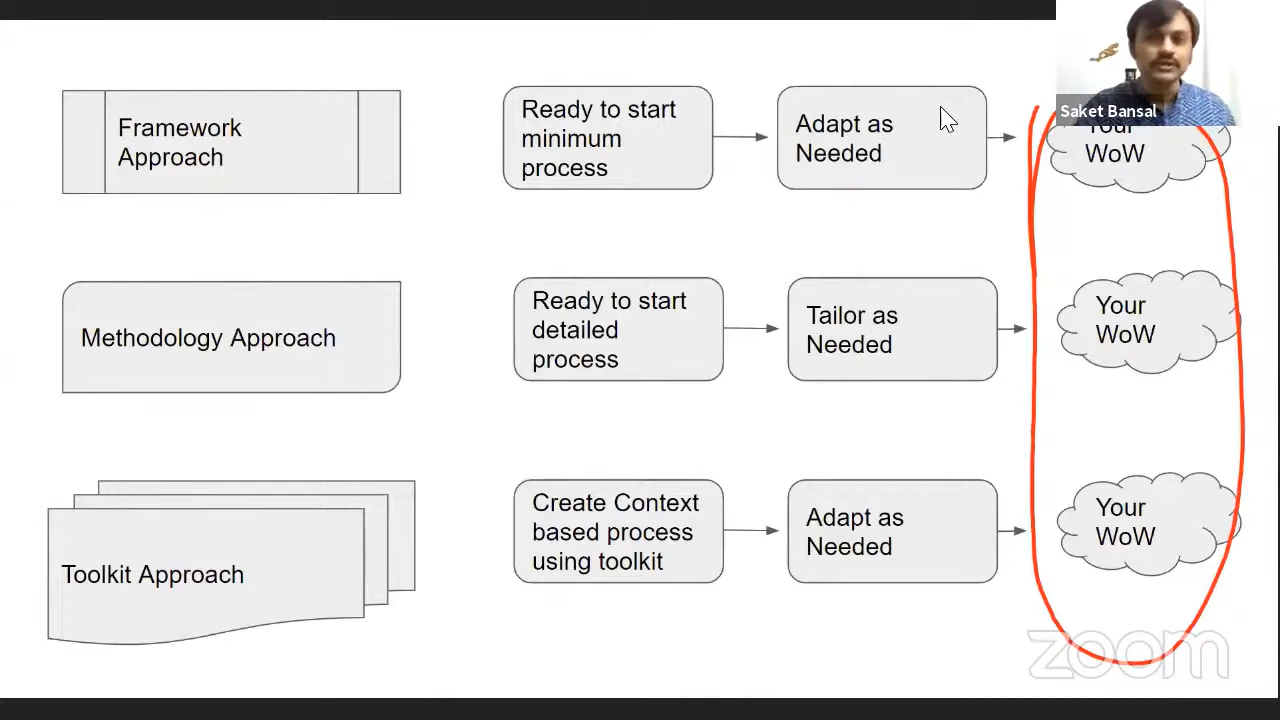 Saket Bansal
Framework
Approach
Ready to start
minimum
process
Adapt as
Needed
Your
WoW
Methodology Approach
Ready to start
detailed
process
Tailor as
Needed
Your
WoW
Toolkit Approach
Create Context
based process
using toolkit
Adapt as
Needed
Your
WoW
zoom